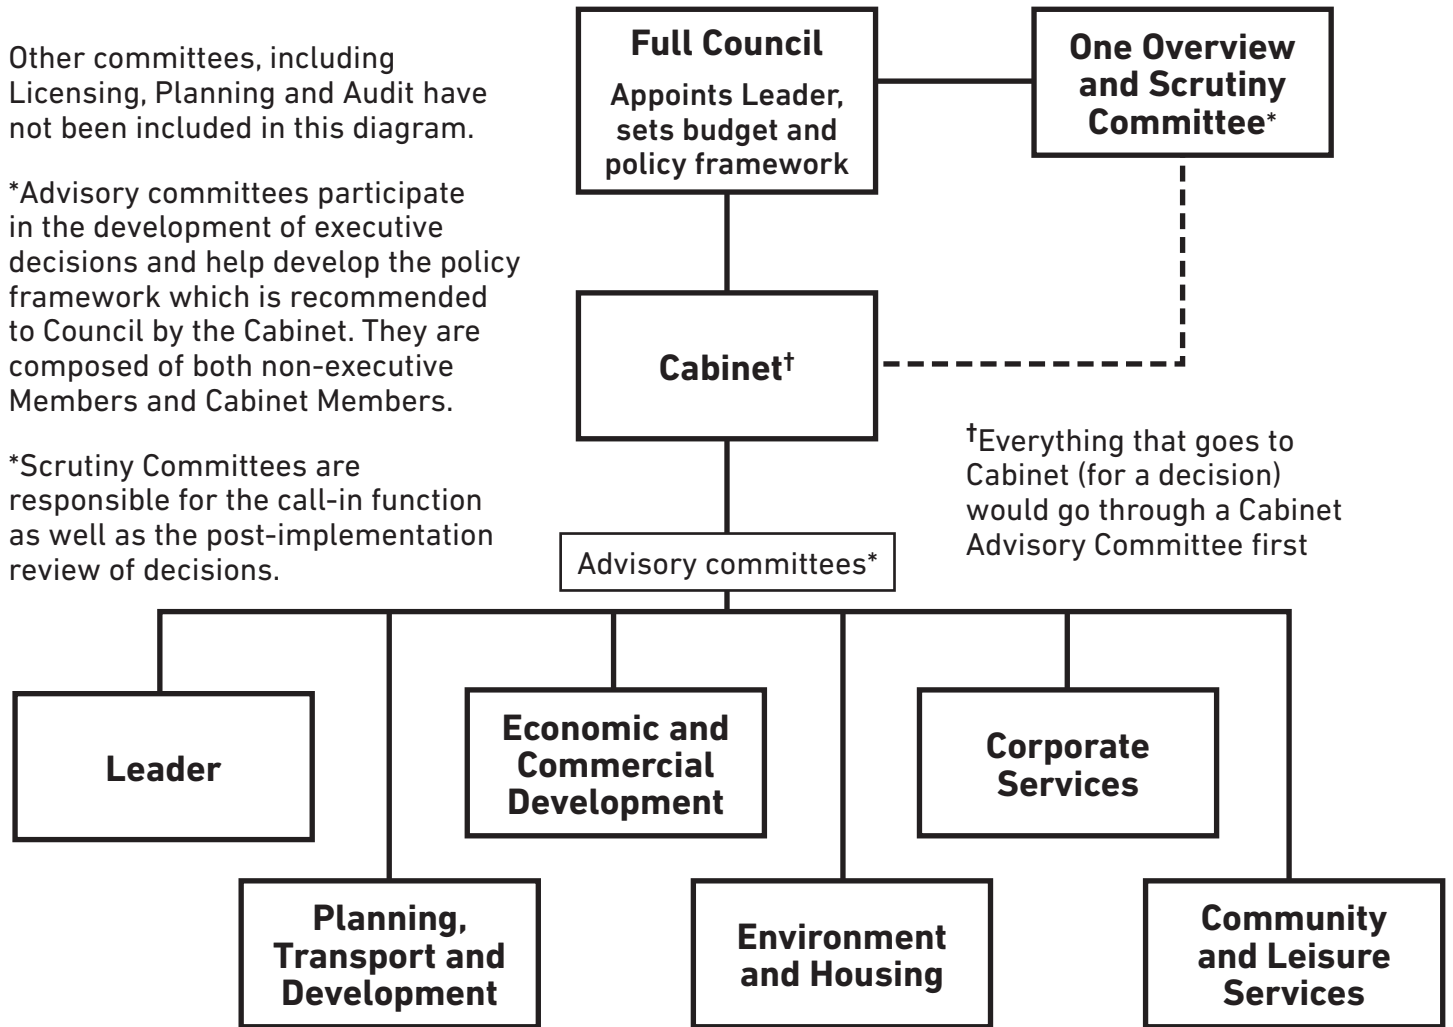 Other committees, including
Licensing, Planning and Audit have
not been included in this diagram.
*Advisory committees participate
in the development of executive
decisions and help develop the policy
framework which is recommended
to Council by the Cabinet. They are
composed of both non-executive
Members and Cabinet Members.
*Scrutiny Committees are
responsible for the call-in function
as well as the post-implementation
review of decisions.
Full Council
Appoints Leader,
sets budget and
policy framework
One Overview
and Scrutiny
Committee*
Cabinet†
†Everything that goes to
Cabinet (for a decision)
would go through a Cabinet
Advisory Committee first
Advisory committees*
Leader
Economic and
Commercial
Development
Corporate
Services
Planning,
Transport and
Development
Environment
and Housing
Community
and Leisure
Services